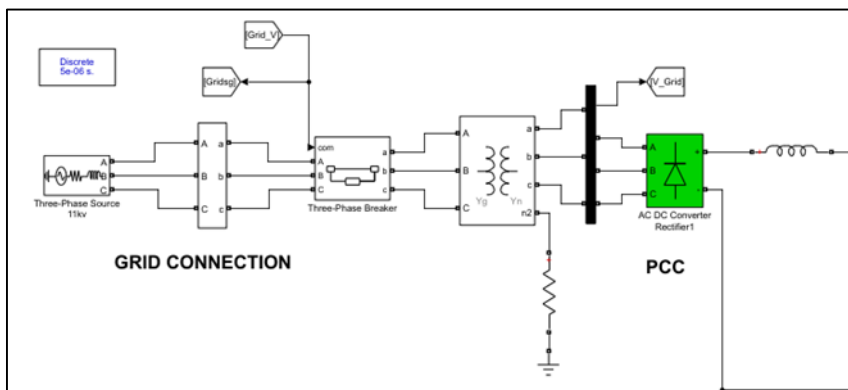 [Grid_V]
Discrete
5e-06 s.
[Gridsg]
[V_Grid]
com
A
B
C
A
B
C
a
b
c
A
B
C
a
b
c
A
B
C
a
b
c
n2
Yg
Yn
A
B
C
+
-
Three-Phase Source
11kv
Three-Phase Breaker
AC DC Converter
Rectifier1
GRID CONNECTION
PCC